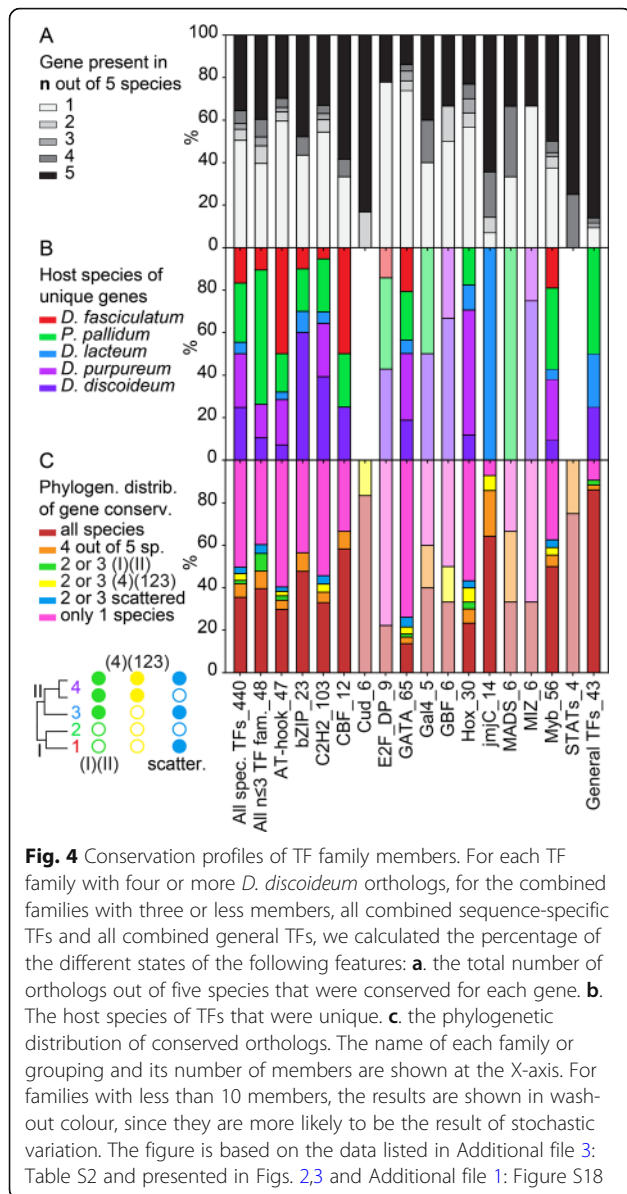 A
Gene present in
n out of 5 species
1
2
3
4
5
100
80
60
40
20
0
%
B
Host species of
unique genes
D. fasciculatum
P. pallidum
D. lacteum
D. purpureum
D. discoideum
80
60
40
20
0
%
C
Phylogen. distrib.
of gene conserv.
all species
4 out of 5 sp.
2 or 3 (I)(II)
2 or 3 (4)(123)
2 or 3 scattered
only 1 species
80
60
40
20
0
%
(4)(123)
II
4
3
2
I
1
(I)(II)
scatter.
All spec. TFs_440
All n≤3 TF fam._48
AT-hook_47
bZIP_23
C2H2_103
CBF_12
Cud_6
E2F_DP_9
GATA_65
Gal4_5
GBF_6
Hox_30
jmjC_14
MADS_6
MIZ_6
Myb_56
STATs_4
General TFs_43
Fig. 4 Conservation profiles of TF family members. For each TF
family with four or more D. discoideum orthologs, for the combined
families with three or less members, all combined sequence-specific
TFs and all combined general TFs, we calculated the percentage of
the different states of the following features: a. the total number of
orthologs out of five species that were conserved for each gene. b.
The host species of TFs that were unique. c. the phylogenetic
distribution of conserved orthologs. The name of each family or
grouping and its number of members are shown at the X-axis. For
families with less than 10 members, the results are shown in wash-
out colour, since they are more likely to be the result of stochastic
variation. The figure is based on the data listed in Additional file 3:
Table S2 and presented in Figs. 2,3 and Additional file 1: Figure S18